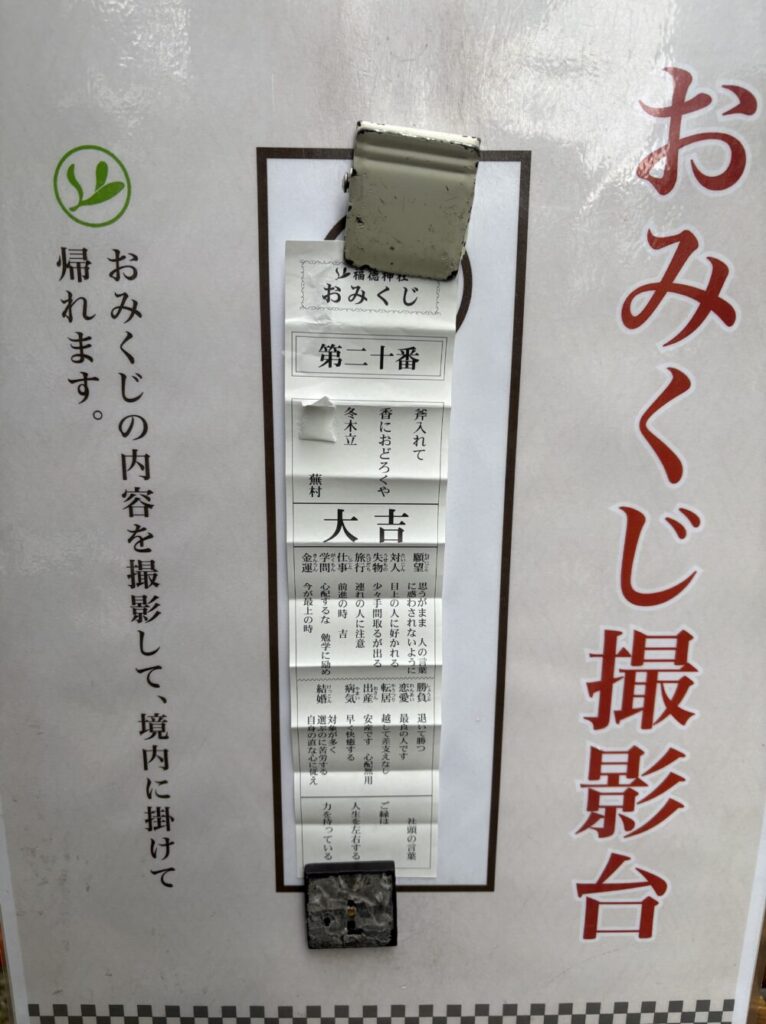 おみくじ撮影台
福徳神社
おみくじ
第二十番
斧入れて
香におどろくや
冬木立
蕪村
大吉
願望 思うがまま 人の言葉
に惑わされないように
対人 目上の人に好かれる
失物 少々手間取るが出る
旅行 連れの人に注意
仕事 前進の時 吉
学問 心配するな 勉学に励め
金運 今が最上の時
勝負 退いて勝つ
恋愛 最良の人です
転居 越して差支えなし
出産 安産です 心配無用
病気 早く快癒する
結婚 対象が多く
選ぶのに苦労する
自身の直な心に従え
社頭の言葉
ご縁は
人生を左右する
力を持っている
おみくじの内容を撮影して、境内に掛けて
帰れます。